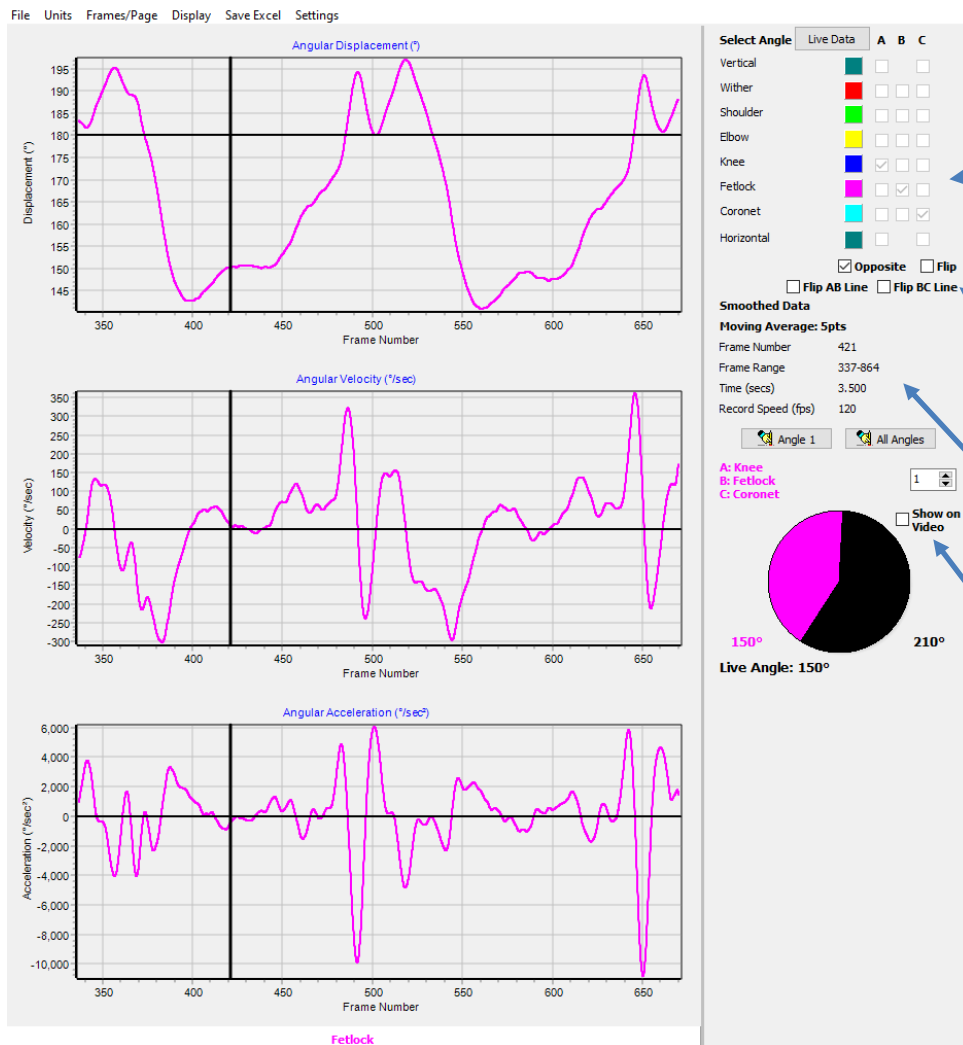 File Units Frames/Page Display Save Excel Settings
Angular Displacement (°)
Displacement (°)
195
190
185
180
175
170
165
160
155
150
145
350 400 450 500 550 600 650
Frame Number
Angular Velocity (°/sec)
Velocity (°/sec)
350
300
250
200
150
100
50
0
-50
-100
-150
-200
-250
-300
350 400 450 500 550 600 650
Frame Number
Angular Acceleration (°/sec²)
Acceleration (°/sec²)
6,000
4,000
2,000
0
-2,000
-4,000
-6,000
-8,000
-10,000
350 400 450 500 550 600 650
Frame Number
Fetlock
Select Angle Live Data A B C
Vertical
Wither
Shoulder
Elbow
Knee
Fetlock
Coronet
Horizontal
Opposite Flip
Flip AB Line Flip BC Line
Smoothed Data
Moving Average: 5pts
Frame Number 421
Frame Range 337-864
Time (secs) 3.500
Record Speed (fps) 120
Angle 1 All Angles
A: Knee
B: Fetlock
C: Coronet
1
Show on
Video
150° 210°
Live Angle: 150°